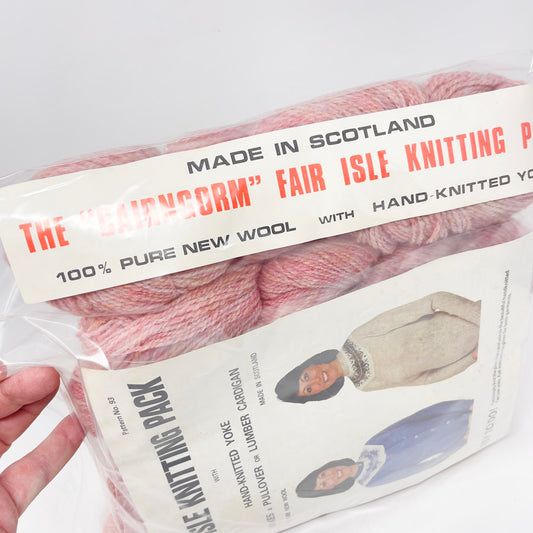 MADE IN SCOTLAND
THE "CAIRNGORM" FAIR ISLE KNITTING P
100% PURE NEW WOOL WITH HAND-KNITTED YO
Pattern No. 93
ISLE KNITTING PACK
WITH
HAND-KNITTED YOKE
A PULLOVER OR LUMBER CARDIGAN
MADE IN SCOTLAND
NEW WOOL